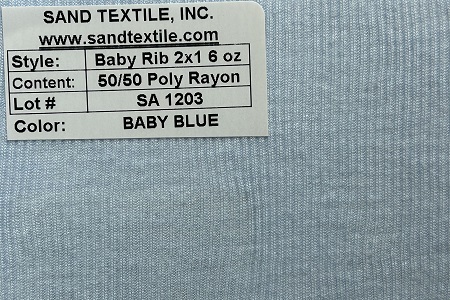 SAND TEXTILE, INC.
www.sandtextile.com
Style: Baby Rib 2x1 6 oz
Content: 50/50 Poly Rayon
Lot # SA 1203
Color: BABY BLUE